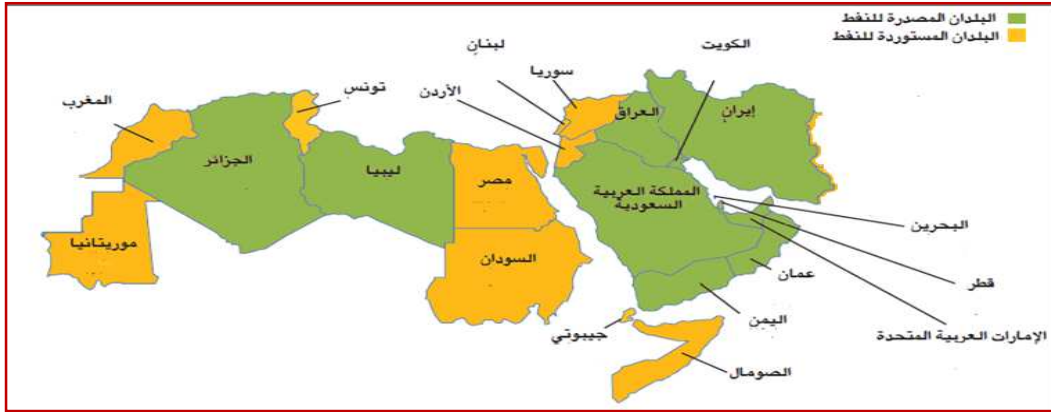 البلدان المصدرة للنفط
البلدان المستوردة للنفط
الكويت
لبنان
سوريا
الأردن
تونس
المغرب
العراق
إيران
الجزائر
ليبيا
مصر
المملكة العربية
السعودية
البحرين
موريتانيا
السودان
عمان
قطر
اليمن
جيبوتي
الإمارات العربية المتحدة
الصومال